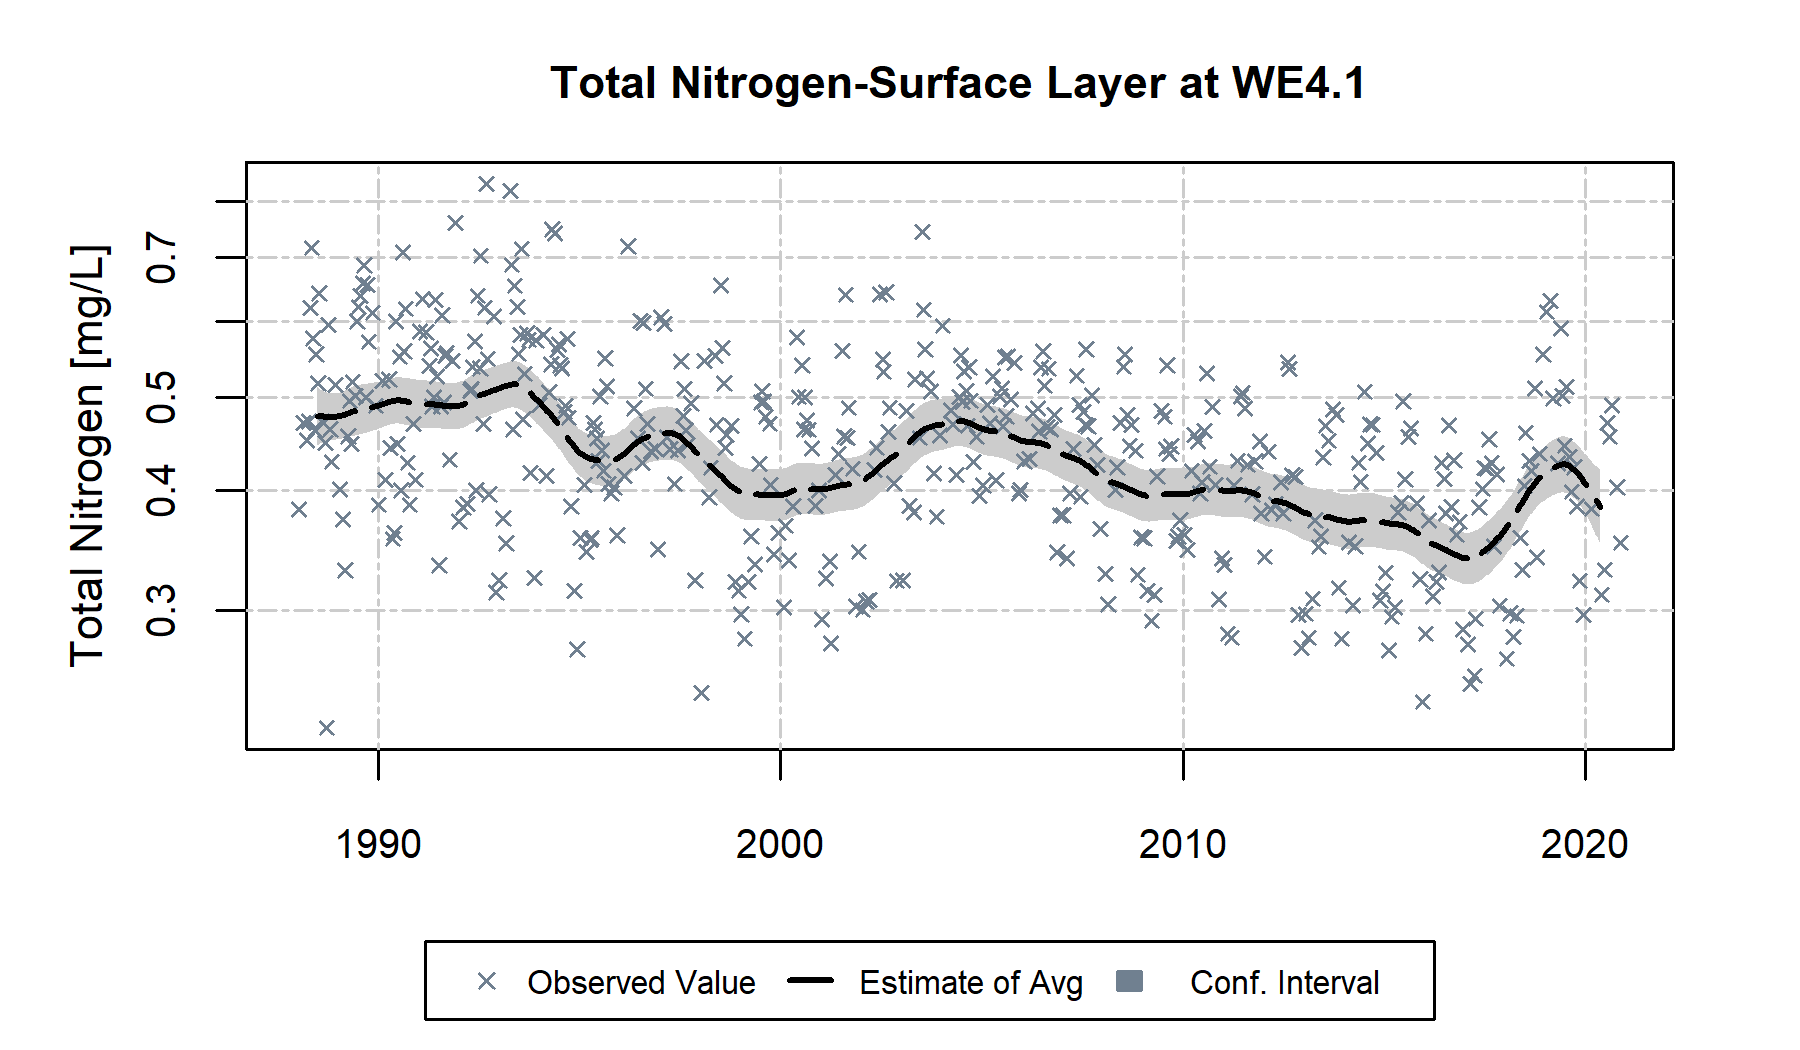 Total Nitrogen-Surface Layer at WE4.1
Total Nitrogen [mg/L]
0.7
0.5
0.4
0.3
1990 2000 2010 2020
Observed Value Estimate of Avg Conf. Interval